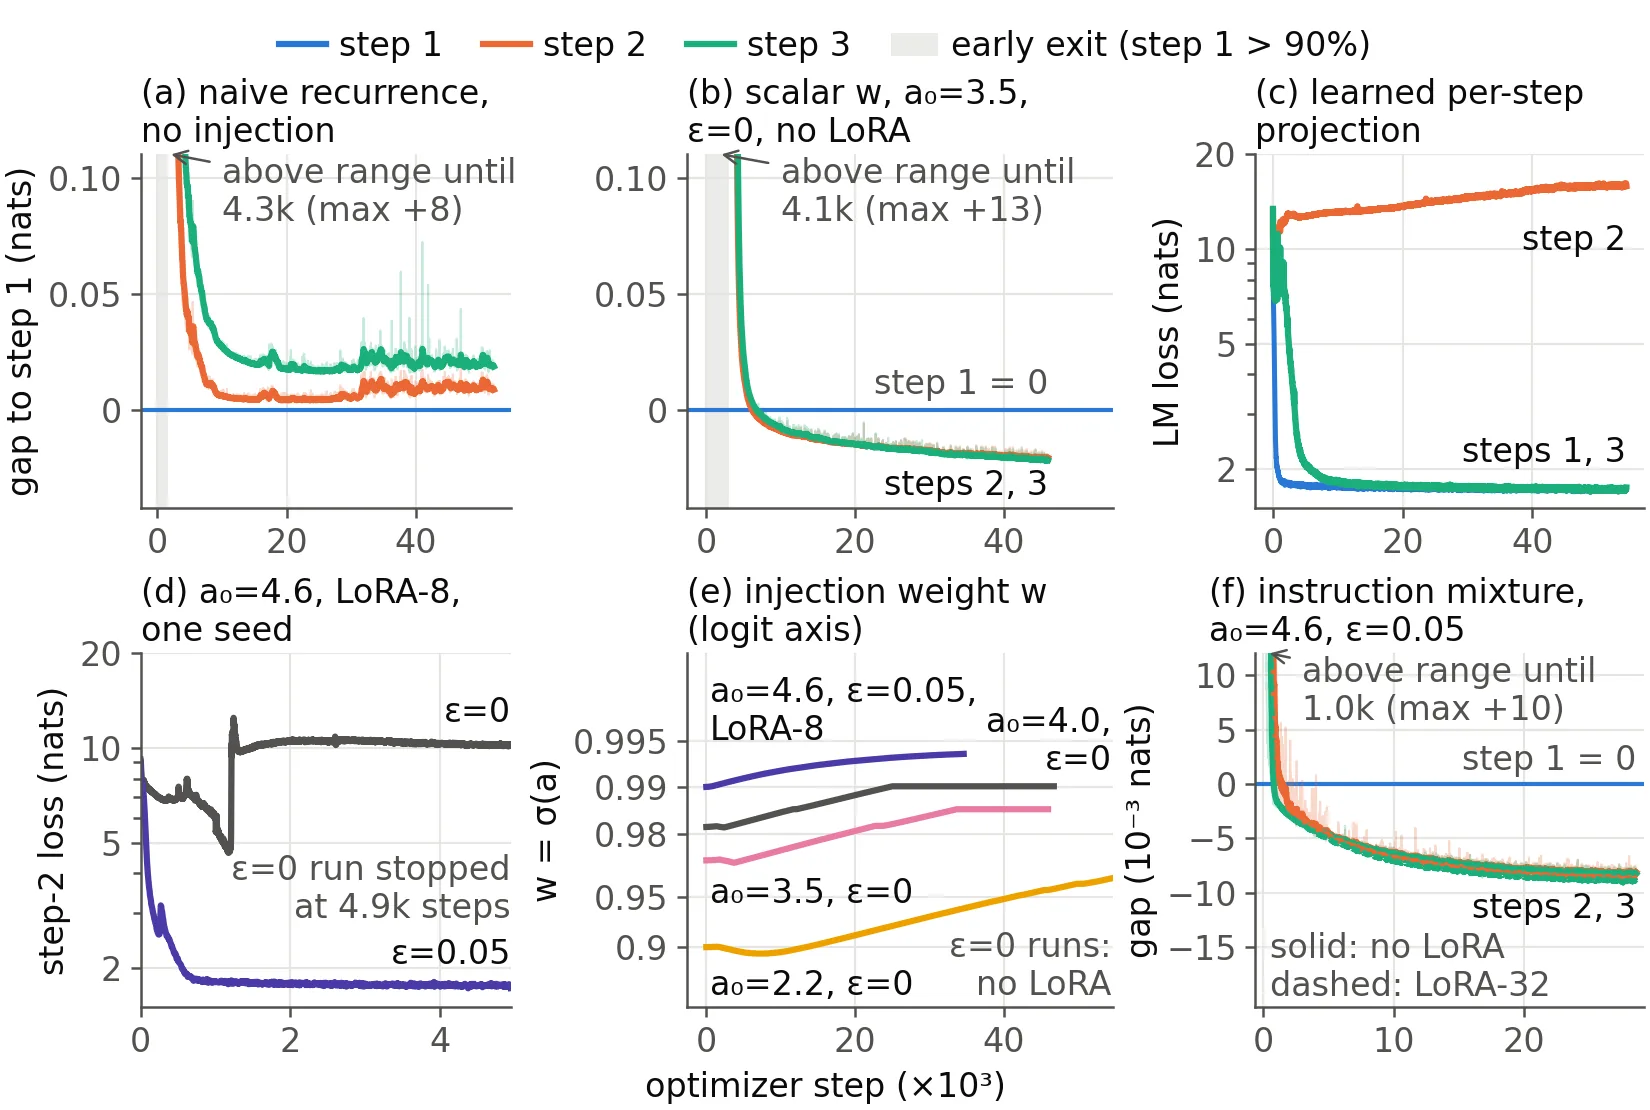 step 1 step 2 step 3 early exit (step 1 > 90%)
(a) naive recurrence,
no injection
gap to step 1 (nats)
0.10
0.05
0
above range until
4.3k (max +8)
0 20 40
(b) scalar w, a₀=3.5,
ε=0, no LoRA
0.10
0.05
0
above range until
4.1k (max +13)
step 1 = 0
steps 2, 3
0 20 40
(c) learned per-step
projection
LM loss (nats)
20
10
5
2
step 2
steps 1, 3
0 20 40
(d) a₀=4.6, LoRA-8,
one seed
step-2 loss (nats)
20
10
5
2
ε=0
ε=0 run stopped
at 4.9k steps
ε=0.05
0 2 4
(e) injection weight w
(logit axis)
w = σ(a)
0.995
0.99
0.98
0.95
0.9
a₀=4.6, ε=0.05,
LoRA-8
a₀=4.0,
ε=0
a₀=3.5, ε=0
ε=0 runs:
no LoRA
a₀=2.2, ε=0
0 20 40
(f) instruction mixture,
a₀=4.6, ε=0.05
gap (10⁻³ nats)
10
5
0
−5
−10
−15
above range until
1.0k (max +10)
step 1 = 0
steps 2, 3
solid: no LoRA
dashed: LoRA-32
0 10 20
optimizer step (×10³)